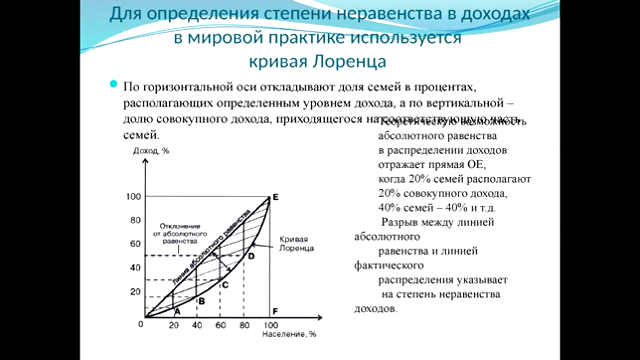 Для определения степени неравенства в доходах
в мировой практике используется
кривая Лоренца
По горизонтальной оси откладывают доля семей в процентах,
располагающих определенным уровнем дохода, а по вертикальной –
долю совокупного дохода, приходящегося на соответствующую часть
семей.
Теоретическую возможность
абсолютного равенства
в распределении доходов
отражает прямая ОЕ,
когда 20% семей располагают
20% совокупного дохода,
40% семей – 40% и т.д.
Разрыв между линией
абсолютного
равенства и линией
фактического
распределения указывает
на степень неравенства
доходов.
Доход, %
100
80
60
40
20
0
20 40 60 80 100
Население, %
Отклонение
от абсолютного
равенства
Линия абсолютного равенства
Кривая
Лоренца
A
B
C
D
E
F